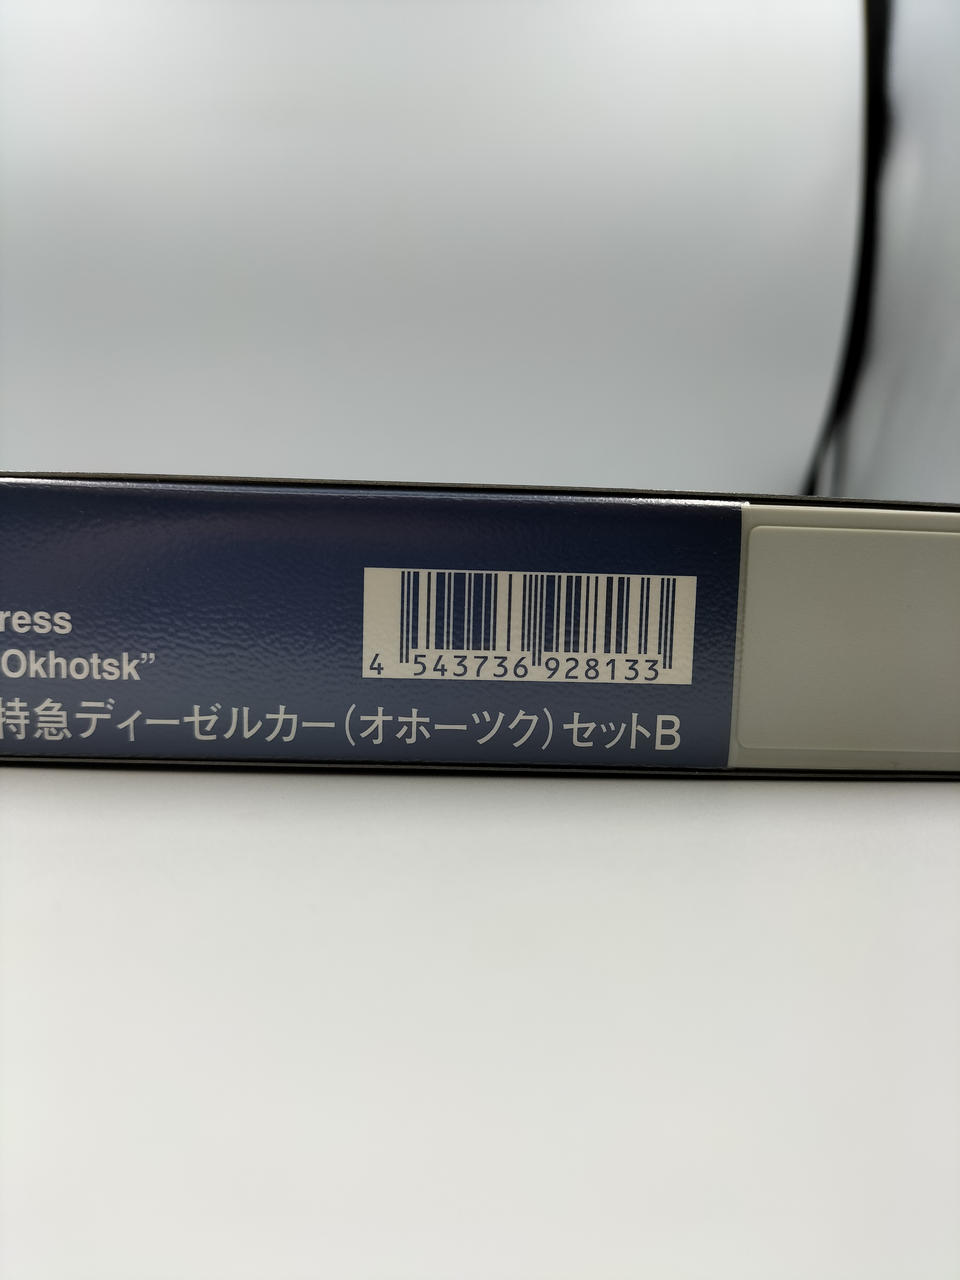 ress
Okhotsk”
特急ディーゼルカー(オホーツク)セットB
4 543736 928133